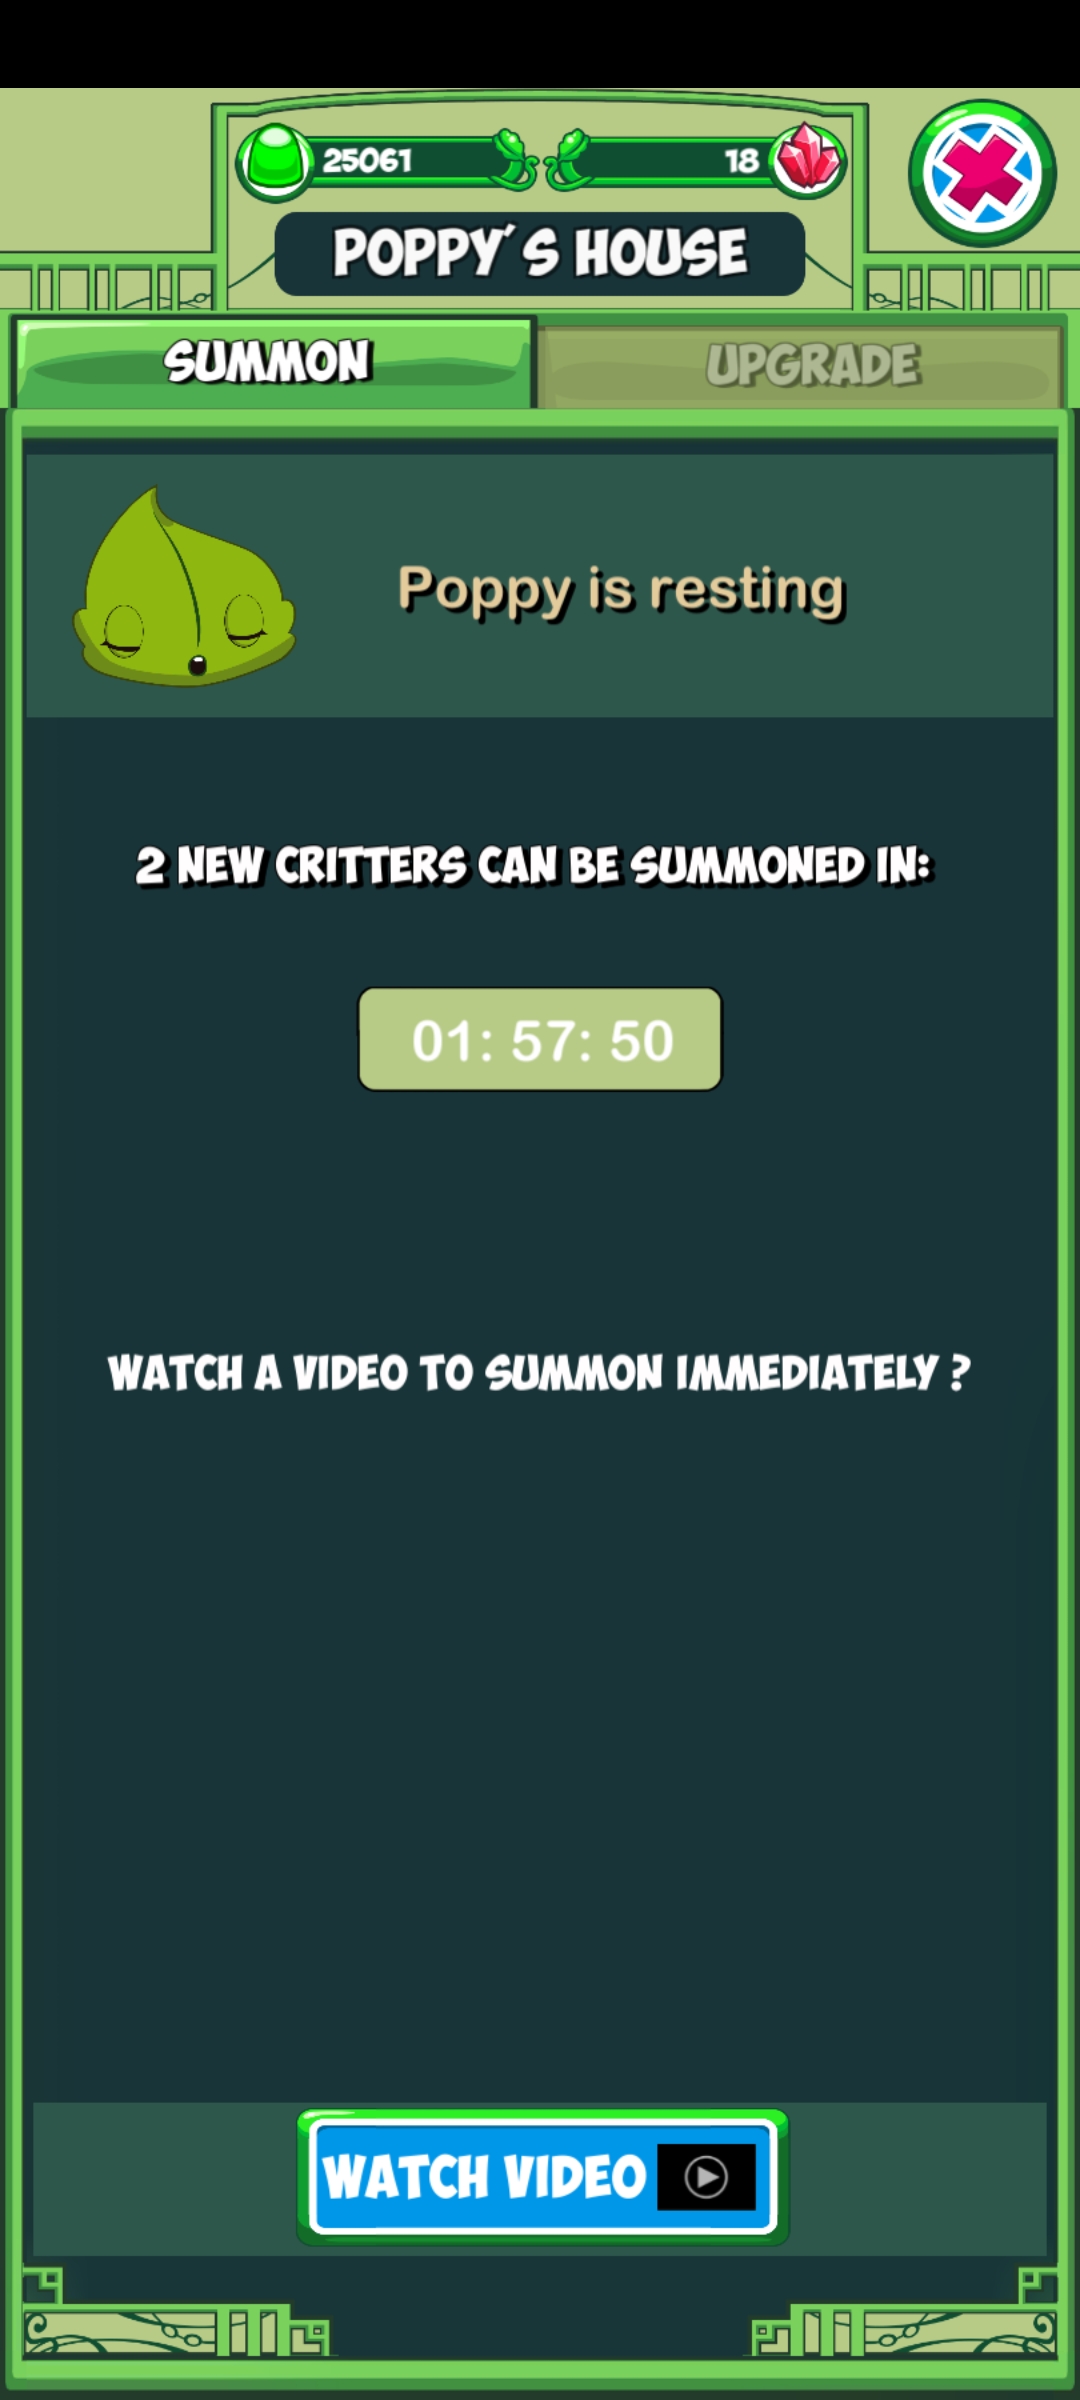 25061
18
POPPY´S HOUSE
SUMMON
UPGRADE
Poppy is resting
2 NEW CRITTERS CAN BE SUMMONED IN:
01: 57: 50
WATCH A VIDEO TO SUMMON IMMEDIATELY ?
WATCH VIDEO